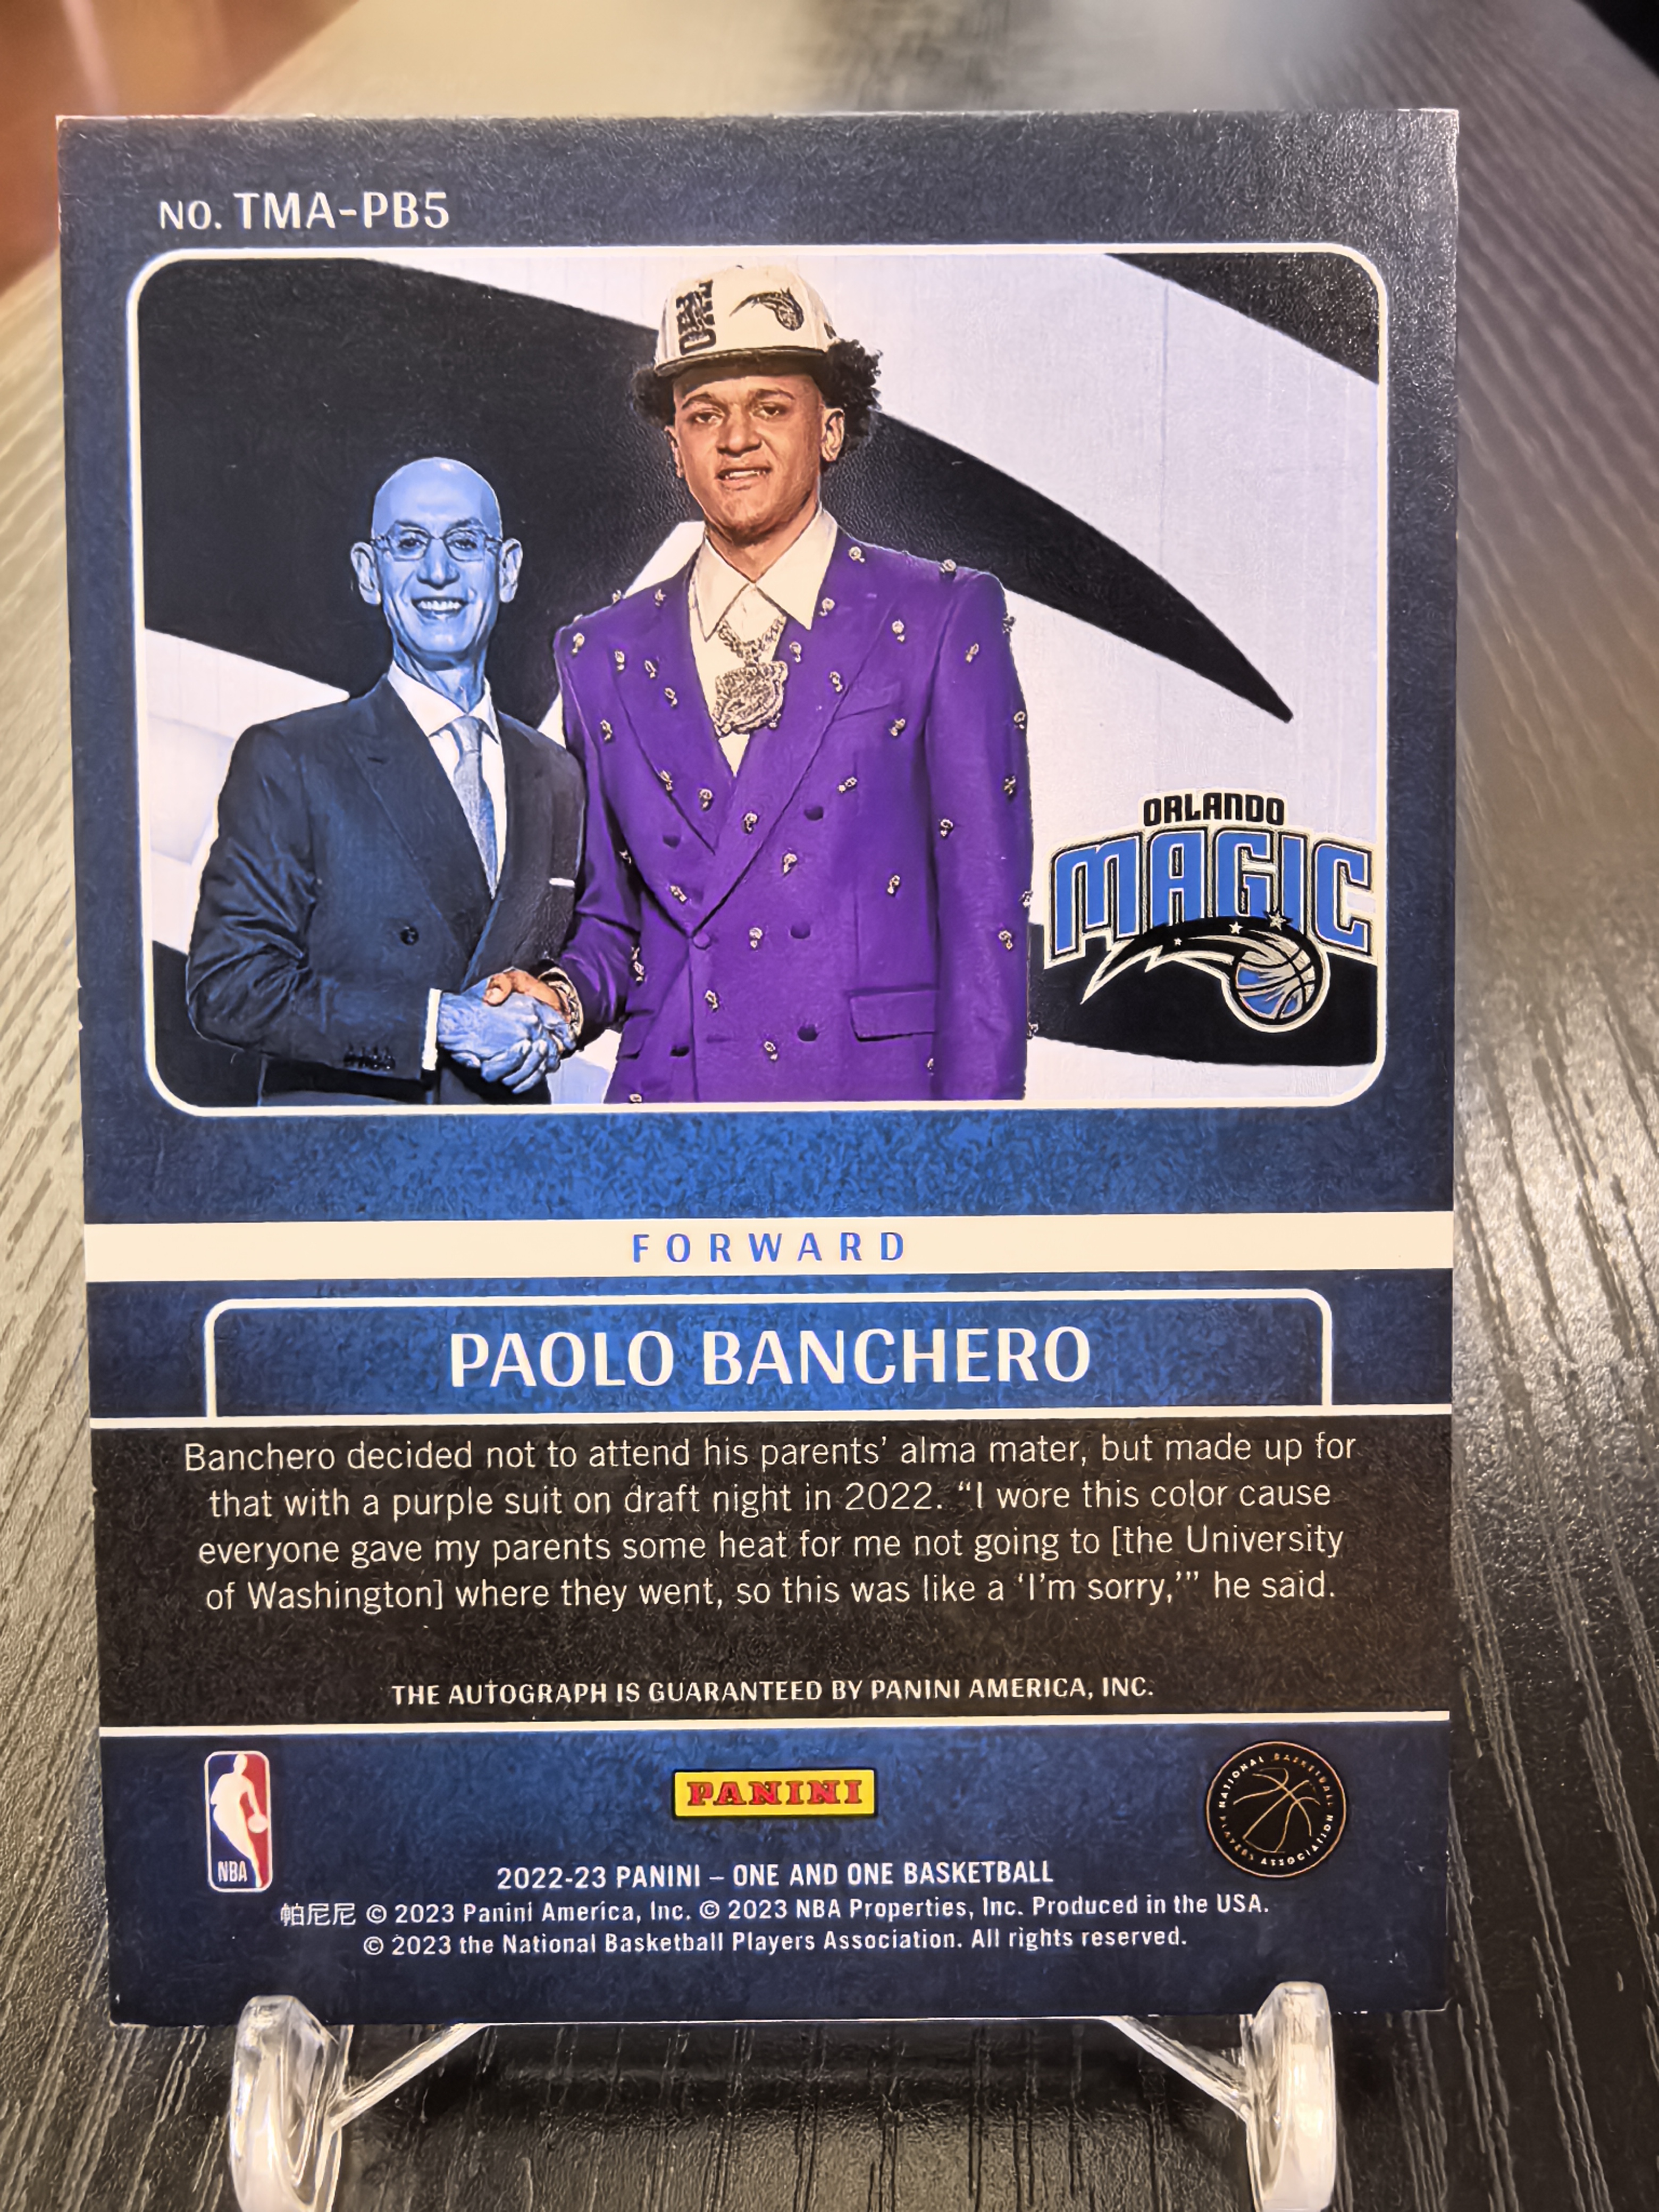 NO. TMA-PB5
DRAFT
ORLANDO
MAGIC
FORWARD
PAOLO BANCHERO
Banchero decided not to attend his parents’ alma mater, but made up for
that with a purple suit on draft night in 2022. “I wore this color cause
everyone gave my parents some heat for me not going to [the University
of Washington] where they went, so this was like a ‘I’m sorry,’” he said.
THE AUTOGRAPH IS GUARANTEED BY PANINI AMERICA, INC.
NBA
PANINI
NATIONAL BASKETBALL PLAYERS ASSOCIATION
2022-23 PANINI – ONE AND ONE BASKETBALL
帕尼尼 © 2023 Panini America, Inc. © 2023 NBA Properties, Inc. Produced in the USA.
© 2023 the National Basketball Players Association. All rights reserved.